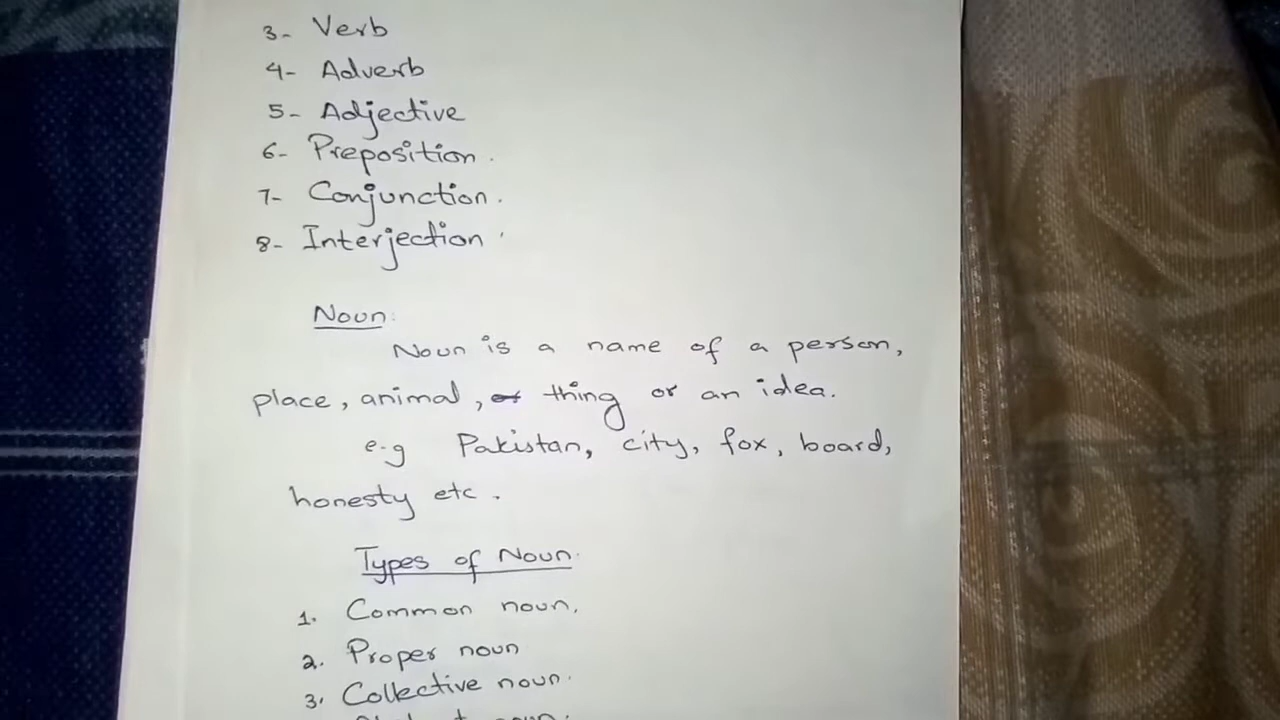 3- Verb
4- Adverb
5- Adjective
6- Preposition.
7- Conjunction.
8- Interjection.
Noun:
Noun is a name of a person,
place, animal, or thing or an idea.
e.g Pakistan, city, fox, board,
honesty etc.
Types of Noun.
1. Common noun.
2. Proper noun
3. Collective noun.
noun.